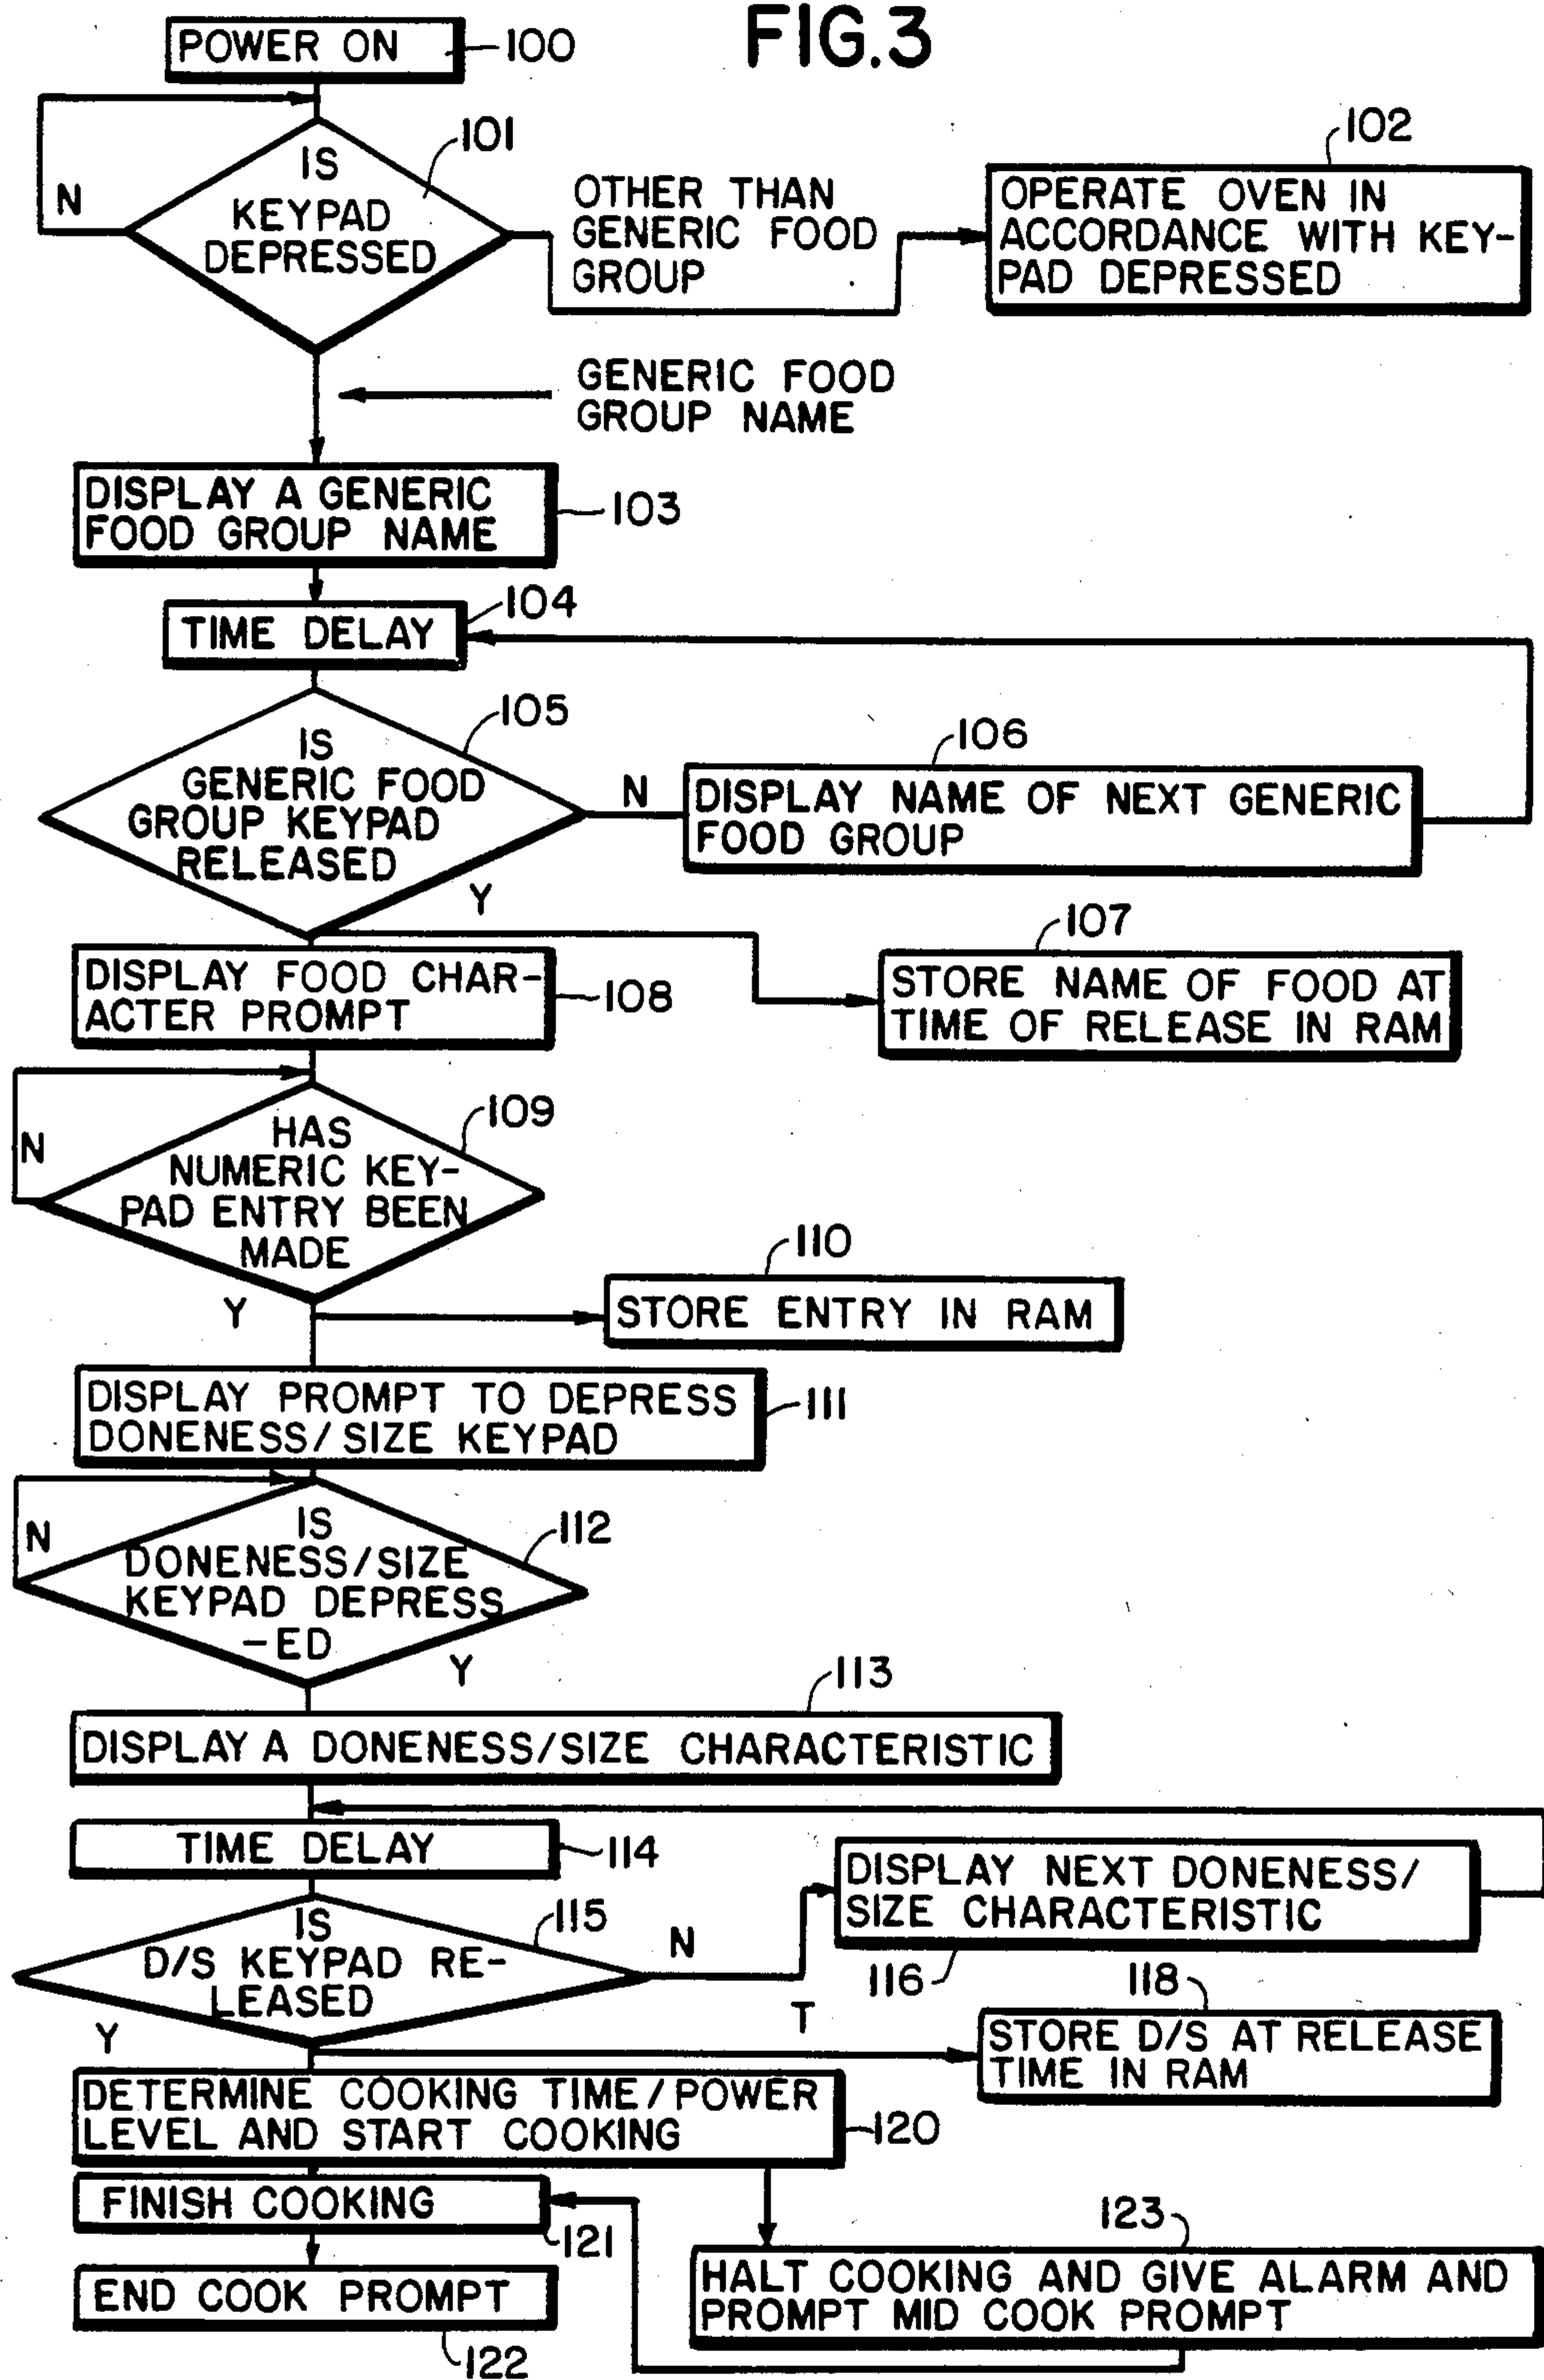 FIG.3
POWER ON
100
N
IS
KEYPAD
DEPRESSED
101
OTHER THAN
GENERIC FOOD
GROUP
102
OPERATE OVEN IN
ACCORDANCE WITH KEY-
PAD DEPRESSED
GENERIC FOOD
GROUP NAME
DISPLAY A GENERIC
FOOD GROUP NAME
103
TIME DELAY
104
IS
GENERIC FOOD
GROUP KEYPAD
RELEASED
105
N
106
DISPLAY NAME OF NEXT GENERIC
FOOD GROUP
Y
107
STORE NAME OF FOOD AT
TIME OF RELEASE IN RAM
DISPLAY FOOD CHAR-
ACTER PROMPT
108
N
HAS
NUMERIC KEY-
PAD ENTRY BEEN
MADE
109
Y
110
STORE ENTRY IN RAM
DISPLAY PROMPT TO DEPRESS
DONENESS/SIZE KEYPAD
111
N
IS
DONENESS/SIZE
KEYPAD DEPRESS
-ED
112
Y
113
DISPLAY A DONENESS/SIZE CHARACTERISTIC
TIME DELAY
114
IS
D/S KEYPAD RE-
LEASED
115
N
DISPLAY NEXT DONENESS/
SIZE CHARACTERISTIC
116
Y
T
118
STORE D/S AT RELEASE
TIME IN RAM
DETERMINE COOKING TIME/POWER
LEVEL AND START COOKING
120
FINISH COOKING
121
123
HALT COOKING AND GIVE ALARM AND
PROMPT MID COOK PROMPT
END COOK PROMPT
122